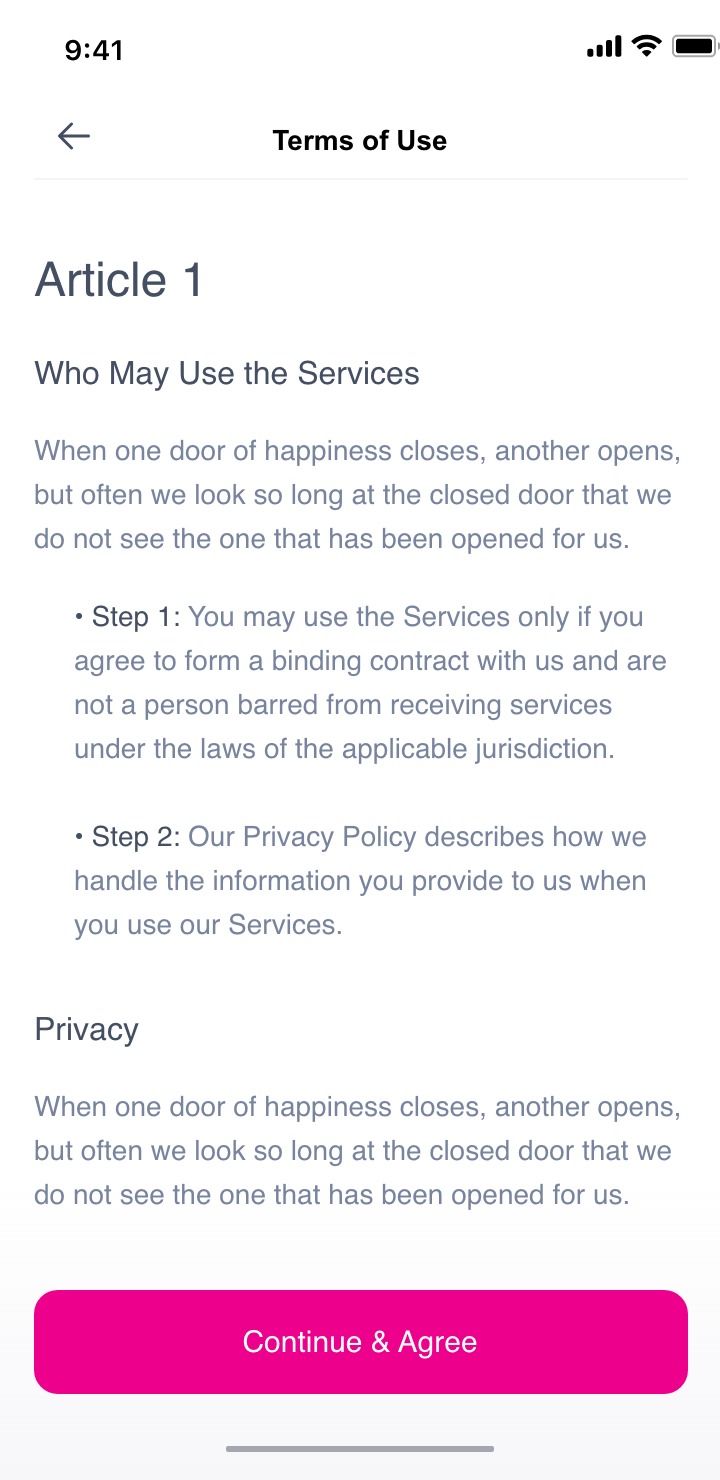 9:41
Terms of Use
Article 1
Who May Use the Services
When one door of happiness closes, another opens,
but often we look so long at the closed door that we
do not see the one that has been opened for us.
• Step 1: You may use the Services only if you
agree to form a binding contract with us and are
not a person barred from receiving services
under the laws of the applicable jurisdiction.
• Step 2: Our Privacy Policy describes how we
handle the information you provide to us when
you use our Services.
Privacy
When one door of happiness closes, another opens,
but often we look so long at the closed door that we
do not see the one that has been opened for us.
Continue & Agree